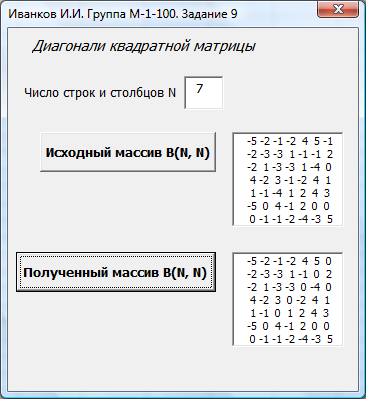 Иванков И.И. Группа М-1-100. Задание 9
Диагонали квадратной матрицы
Число строк и столбцов N 7
Исходный массив B(N, N)
-5 -2 -1 -2 4 5 -1
-2 -3 -3 1 -1 -1 2
-2 1 -3 -3 1 -4 0
4 -2 3 -1 -2 4 1
1 -1 -4 1 2 4 3
-5 0 4 -1 2 0 0
0 -1 -1 -2 -4 -3 5
Полученный массив B(N, N)
-5 -2 -1 -2 4 5 0
-2 -3 -3 1 -1 0 2
-2 1 -3 -3 0 -4 0
4 -2 3 0 -2 4 1
1 -1 0 1 2 4 3
-5 0 4 -1 2 0 0
0 -1 -1 -2 -4 -3 5